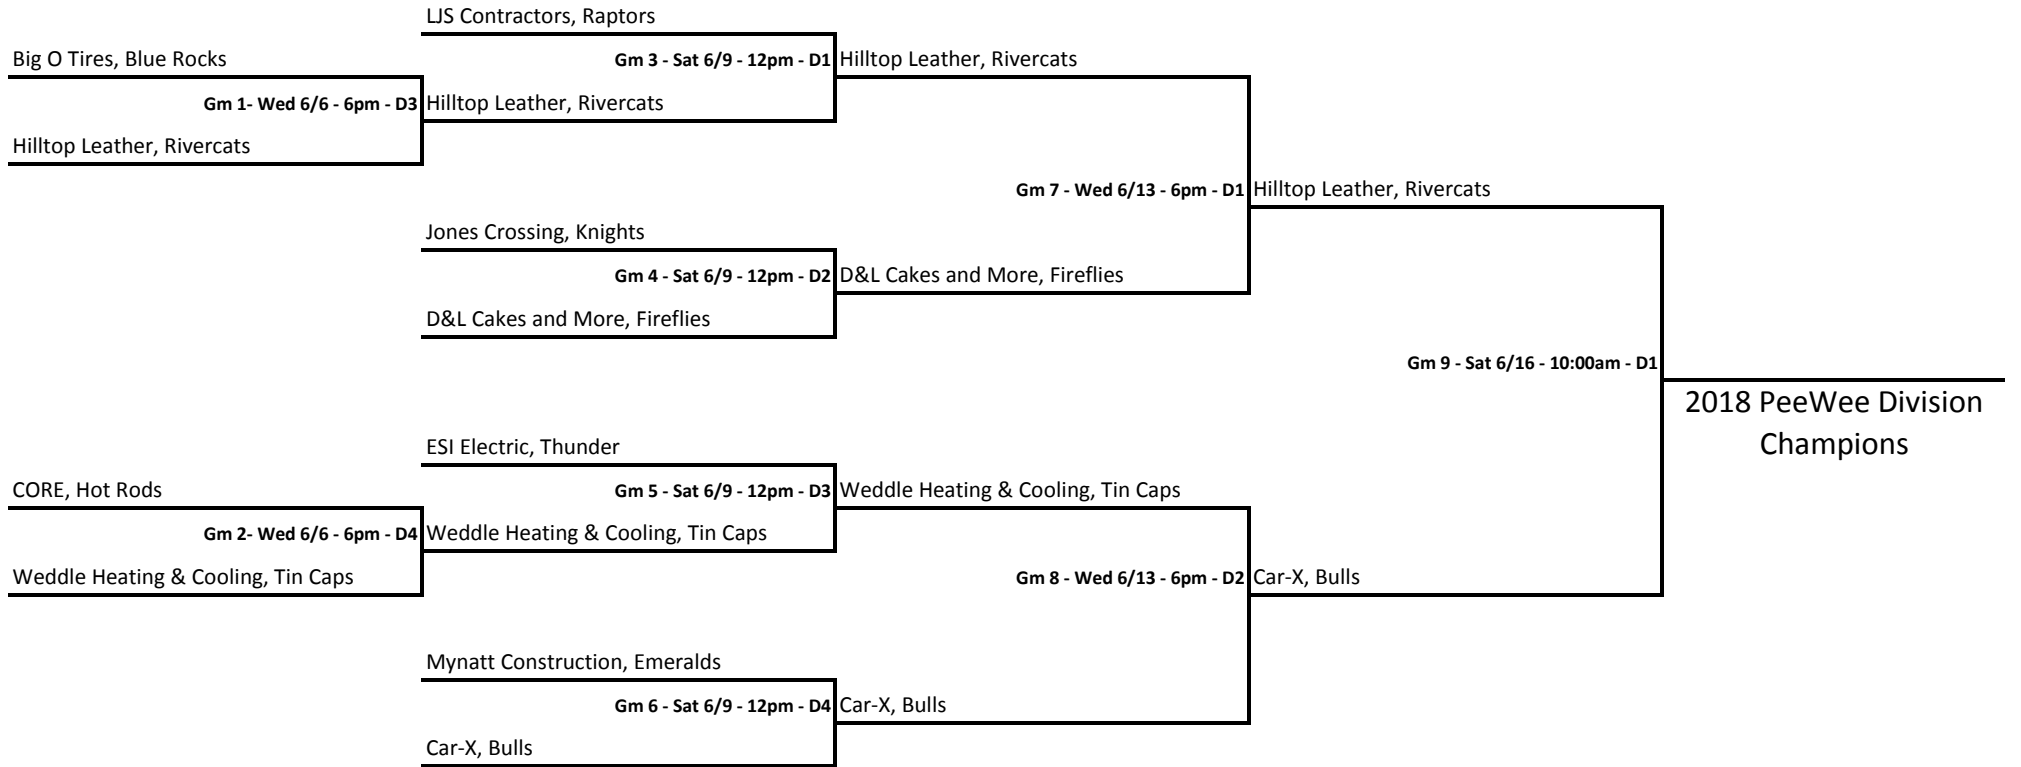 LJS Contractors, Raptors
Big O Tires, Blue Rocks
Gm 3 - Sat 6/9 - 12pm - D1
Hilltop Leather, Rivercats
Gm 1- Wed 6/6 - 6pm - D3
Hilltop Leather, Rivercats
Hilltop Leather, Rivercats
Gm 7 - Wed 6/13 - 6pm - D1
Hilltop Leather, Rivercats
Jones Crossing, Knights
Gm 4 - Sat 6/9 - 12pm - D2
D&L Cakes and More, Fireflies
D&L Cakes and More, Fireflies
Gm 9 - Sat 6/16 - 10:00am - D1
2018 PeeWee Division
Champions
ESI Electric, Thunder
CORE, Hot Rods
Gm 5 - Sat 6/9 - 12pm - D3
Weddle Heating & Cooling, Tin Caps
Gm 2- Wed 6/6 - 6pm - D4
Weddle Heating & Cooling, Tin Caps
Weddle Heating & Cooling, Tin Caps
Gm 8 - Wed 6/13 - 6pm - D2
Car-X, Bulls
Mynatt Construction, Emeralds
Gm 6 - Sat 6/9 - 12pm - D4
Car-X, Bulls
Car-X, Bulls